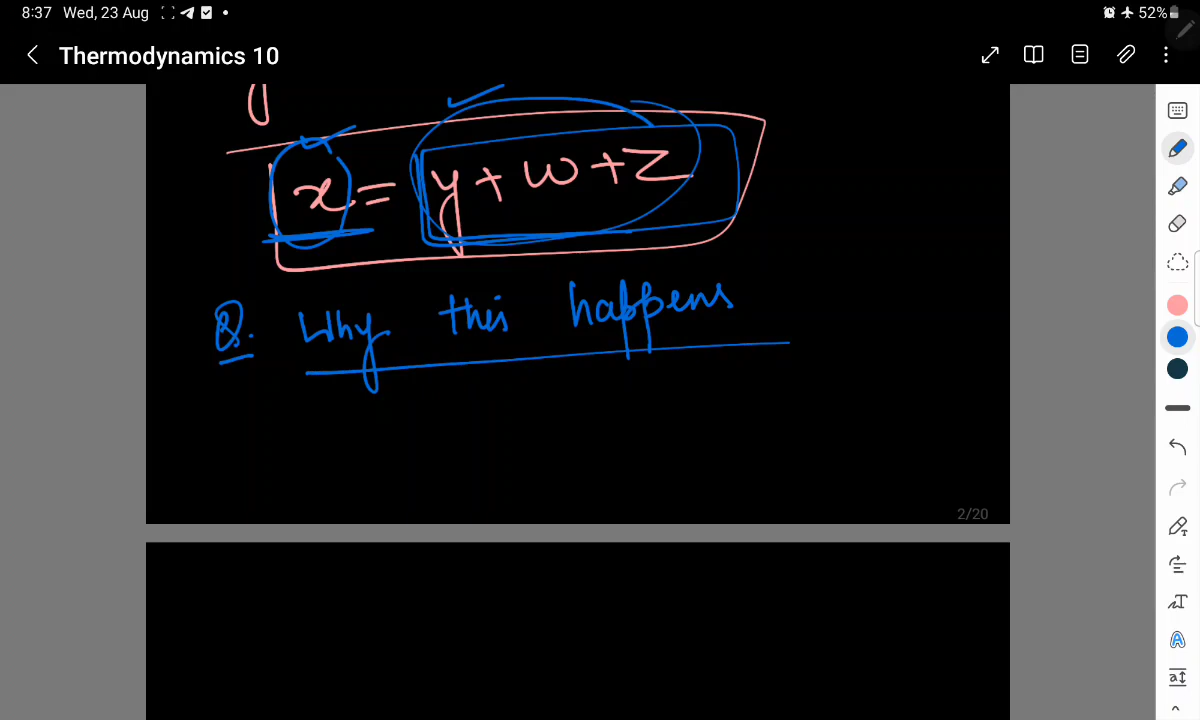 8:37 Wed, 23 Aug 52%
Thermodynamics 10
x = y + w + z
Q. Why this happens
2/20